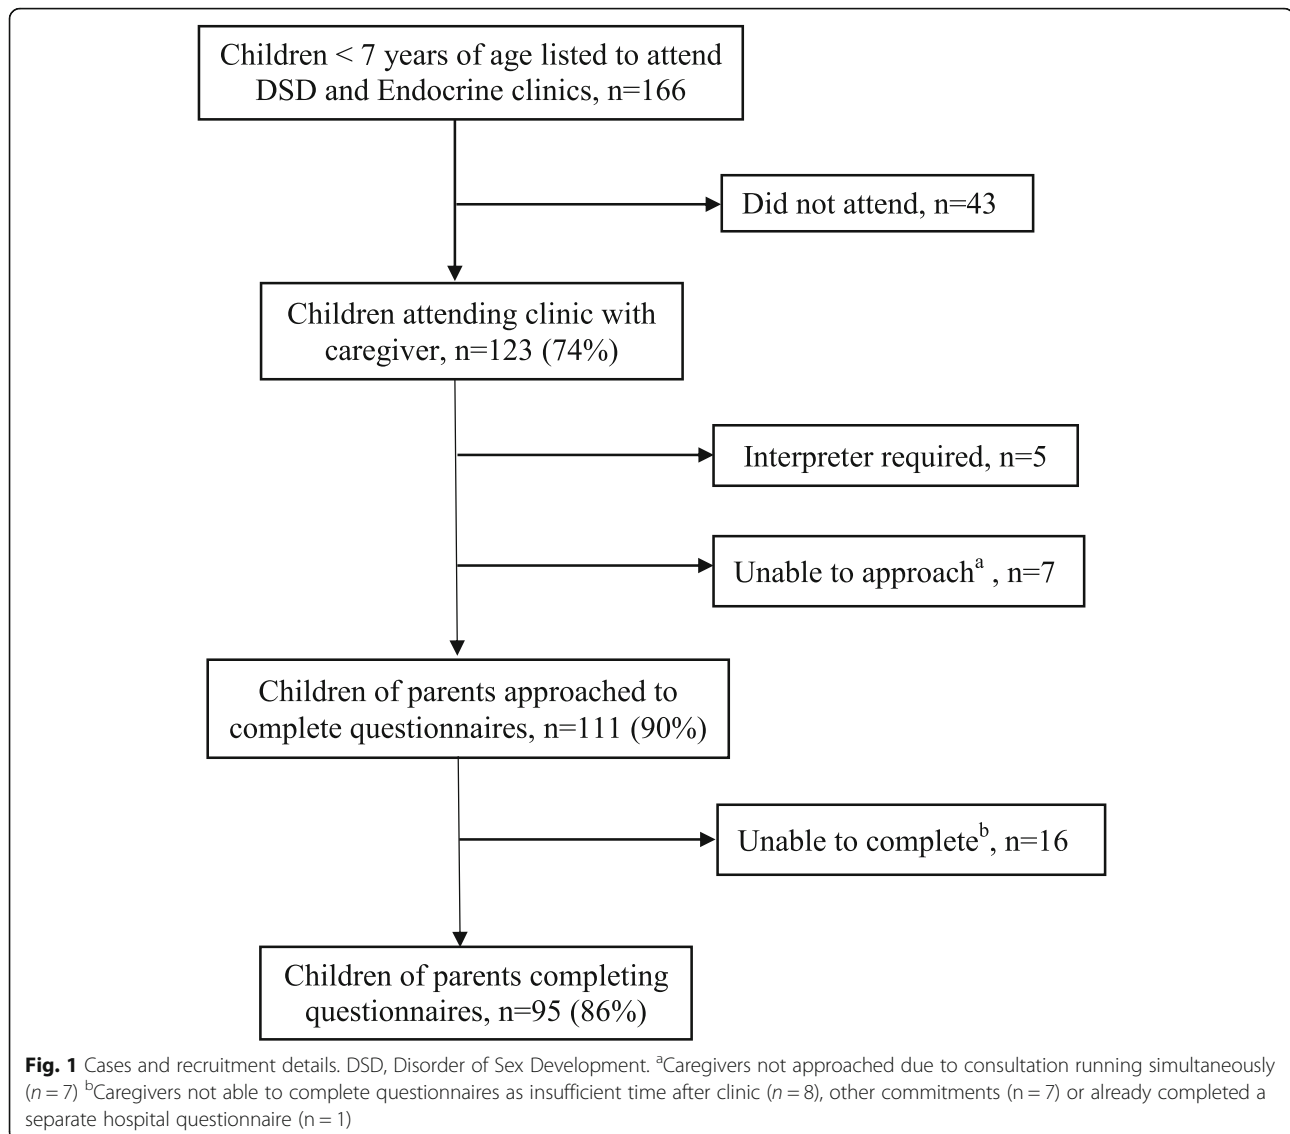 Children < 7 years of age listed to attend
DSD and Endocrine clinics, n=166
Did not attend, n=43
Children attending clinic with
caregiver, n=123 (74%)
Interpreter required, n=5
Unable to approachᵃ , n=7
Children of parents approached to
complete questionnaires, n=111 (90%)
Unable to completeᵇ, n=16
Children of parents completing
questionnaires, n=95 (86%)
Fig. 1 Cases and recruitment details. DSD, Disorder of Sex Development. ᵃCaregivers not approached due to consultation running simultaneously
(n = 7) ᵇCaregivers not able to complete questionnaires as insufficient time after clinic (n = 8), other commitments (n = 7) or already completed a
separate hospital questionnaire (n = 1)